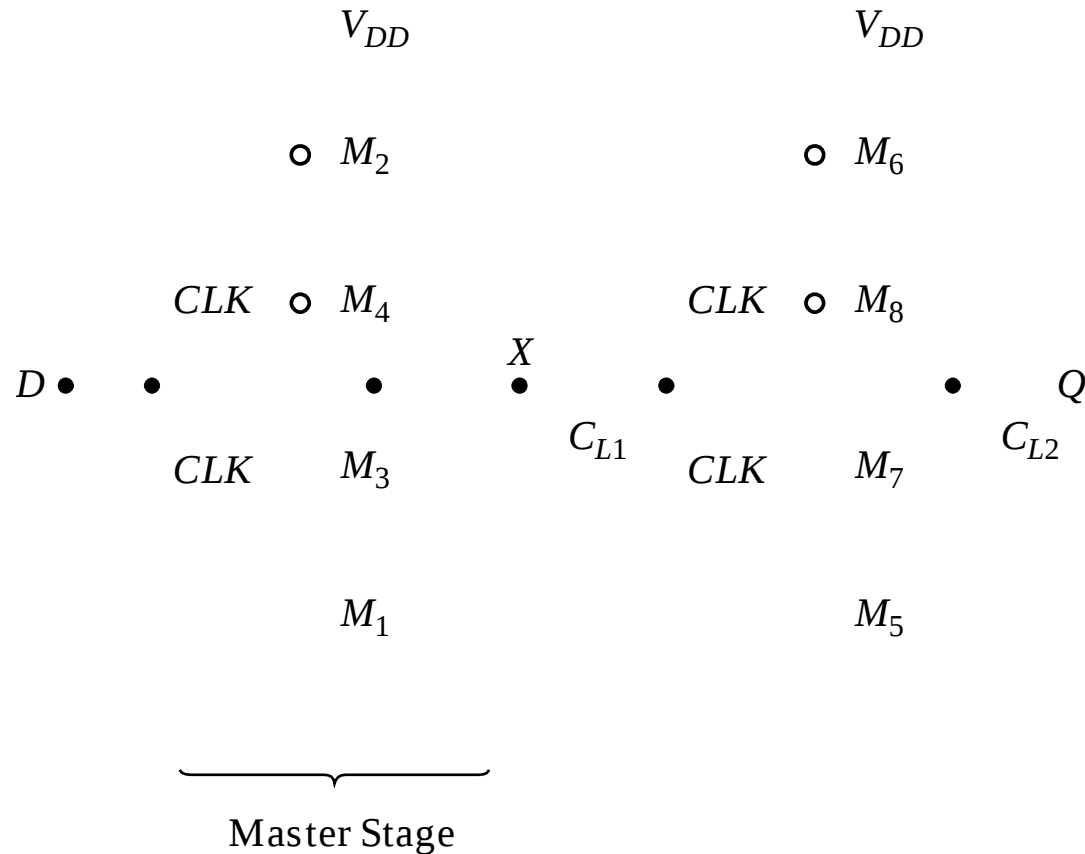 V_DD V_DD
M_2 M_6
CLK M_4 CLK M_8
X
D Q
C_L1 C_L2
CLK M_3 CLK M_7
M_1 M_5
Master Stage